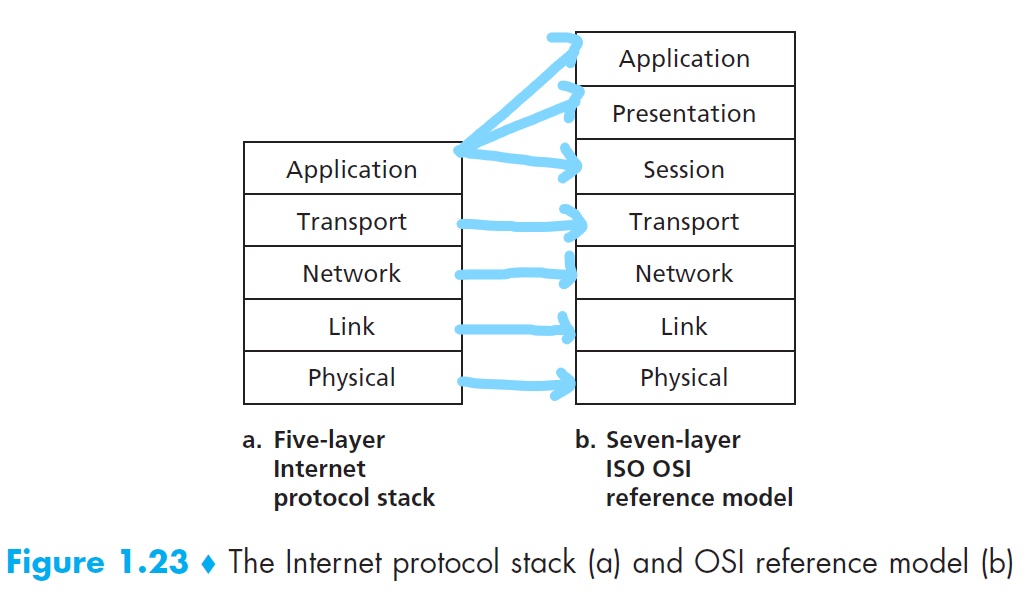 Application
Transport
Network
Link
Physical
a. Five-layer
Internet
protocol stack
Application
Presentation
Session
Transport
Network
Link
Physical
b. Seven-layer
ISO OSI
reference model
Figure 1.23 ♦ The Internet protocol stack (a) and OSI reference model (b)